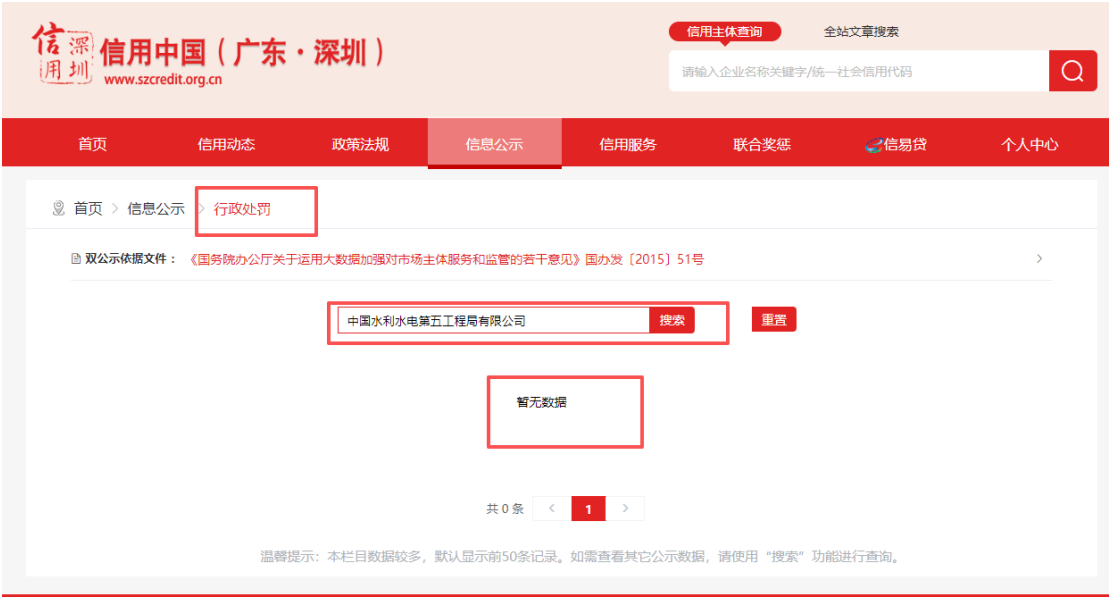 信用深圳
信用中国（广东·深圳）
www.szcredit.org.cn
信用主体查询 全站文章搜索
请输入企业名称关键字/统一社会信用代码
首页 信用动态 政策法规 信息公示 信用服务 联合奖惩 信易贷 个人中心
首页 > 信息公示 > 行政处罚
双公示依据文件： 《国务院办公厅关于运用大数据加强对市场主体服务和监管的若干意见》国办发〔2015〕51号 >
中国水利水电第五工程局有限公司 搜索 重置
暂无数据
共 0 条 < 1 >
温馨提示：本栏目数据较多，默认显示前50条记录。如需查看其它公示数据，请使用“搜索”功能进行查询。